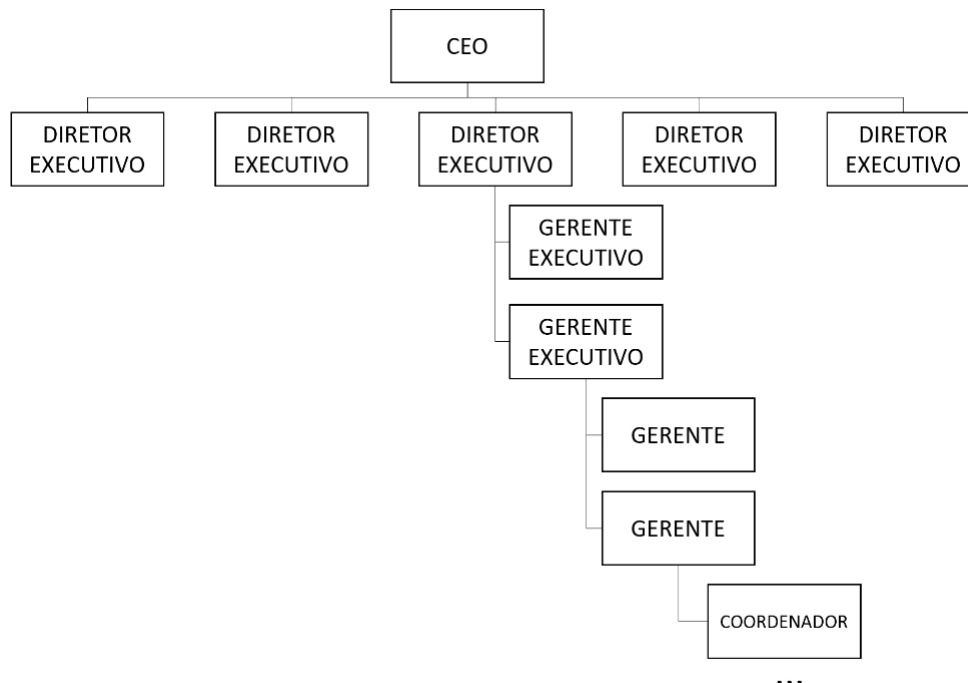 CEO
DIRETOR
EXECUTIVO
DIRETOR
EXECUTIVO
DIRETOR
EXECUTIVO
DIRETOR
EXECUTIVO
DIRETOR
EXECUTIVO
GERENTE
EXECUTIVO
GERENTE
EXECUTIVO
GERENTE
GERENTE
COORDENADOR
...